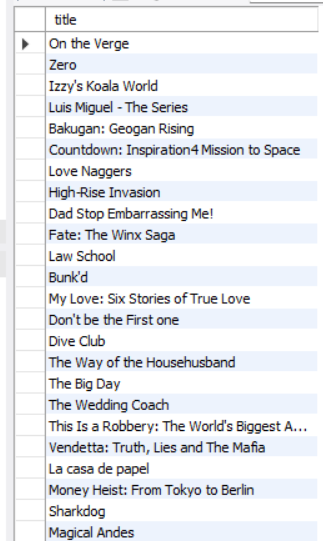 title
On the Verge
Zero
Izzy's Koala World
Luis Miguel - The Series
Bakugan: Geogan Rising
Countdown: Inspiration4 Mission to Space
Love Naggers
High-Rise Invasion
Dad Stop Embarrassing Me!
Fate: The Winx Saga
Law School
Bunk'd
My Love: Six Stories of True Love
Don't be the First one
Dive Club
The Way of the Househusband
The Big Day
The Wedding Coach
This Is a Robbery: The World's Biggest A...
Vendetta: Truth, Lies and The Mafia
La casa de papel
Money Heist: From Tokyo to Berlin
Sharkdog
Magical Andes